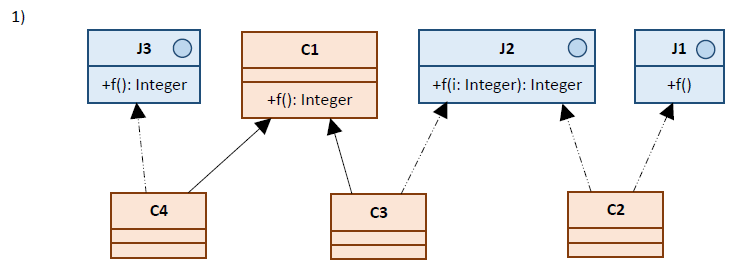 1)
J3
C1
J2
J1
+f(): Integer
+f(): Integer
+f(i: Integer): Integer
+f()
C4
C3
C2